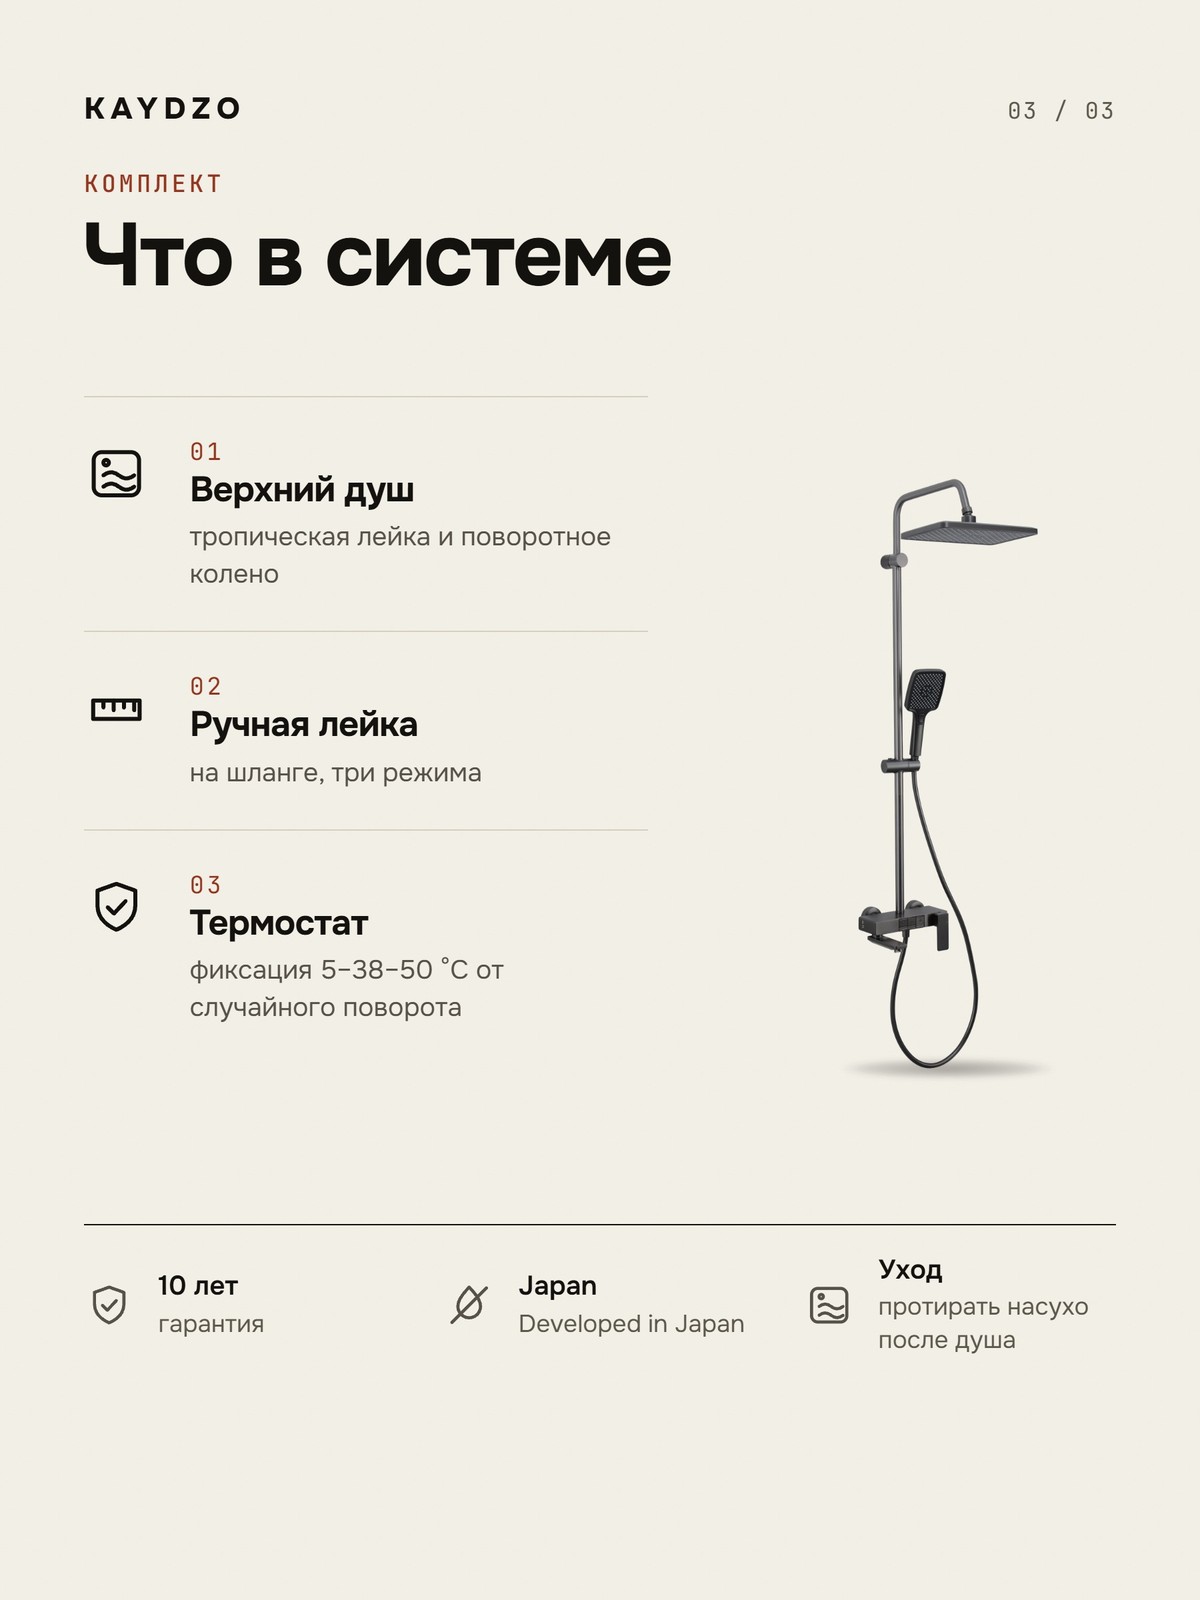 KAYDZO
03 / 03
КОМПЛЕКТ
Что в системе
01
Верхний душ
тропическая лейка и поворотное
колено
02
Ручная лейка
на шланге, три режима
03
Термостат
фиксация 5–38–50 °C от
случайного поворота
10 лет
гарантия
Japan
Developed in Japan
Уход
протирать насухо
после душа